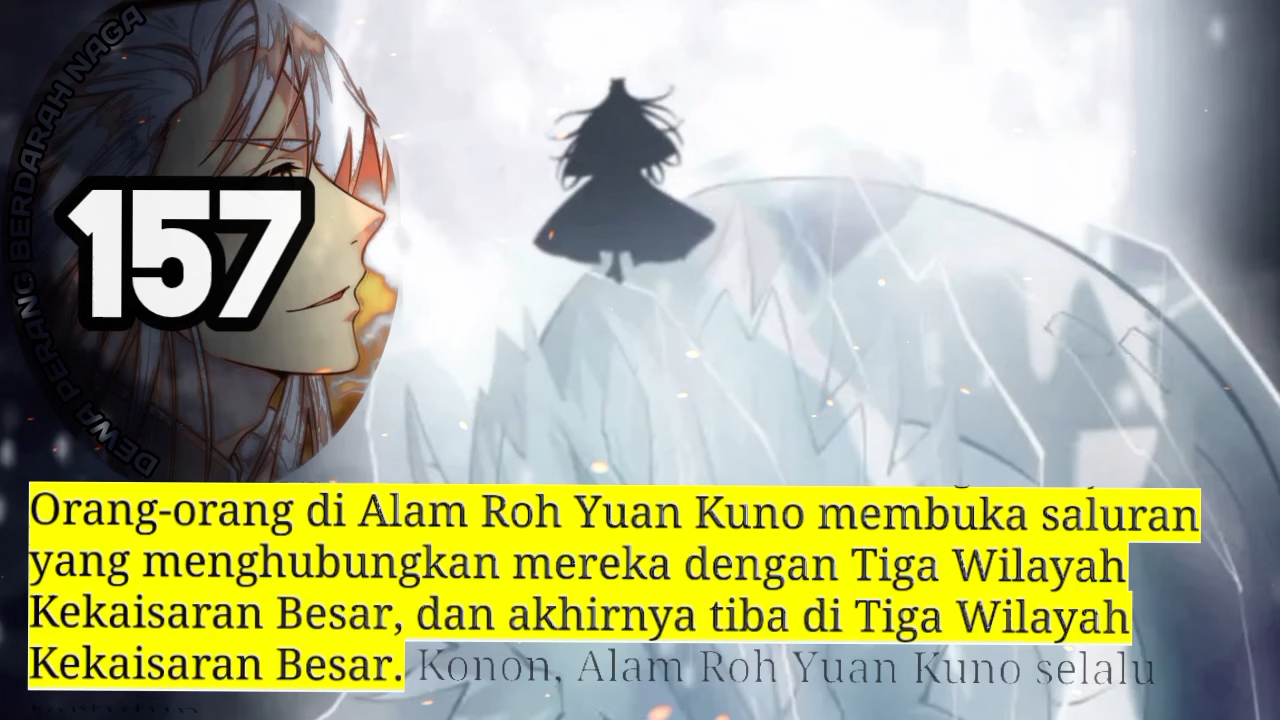 DEWA PERANG BERDARAH NAGA
157
Orang-orang di Alam Roh Yuan Kuno membuka saluran
yang menghubungkan mereka dengan Tiga Wilayah
Kekaisaran Besar, dan akhirnya tiba di Tiga Wilayah
Kekaisaran Besar. Konon, Alam Roh Yuan Kuno selalu